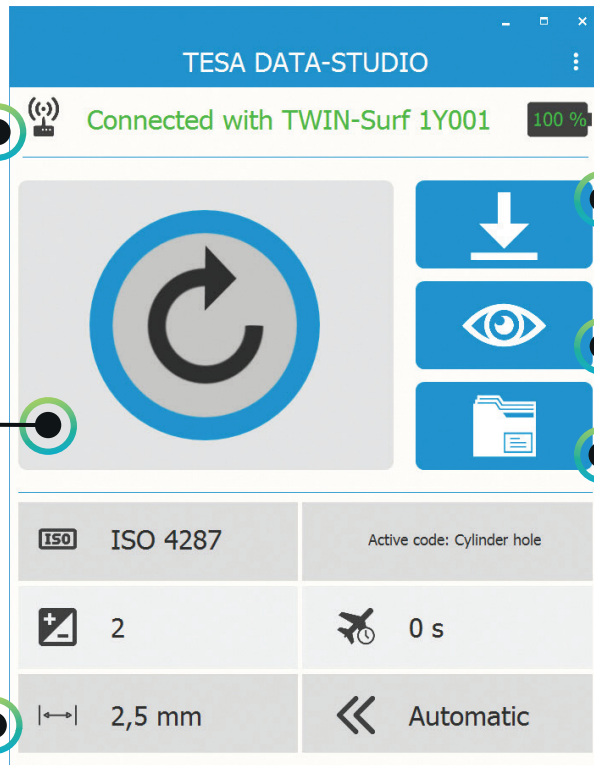 TESA DATA-STUDIO
Connected with TWIN-Surf 1Y001
100 %
ISO ISO 4287
Active code: Cylinder hole
2
0 s
2,5 mm
Automatic